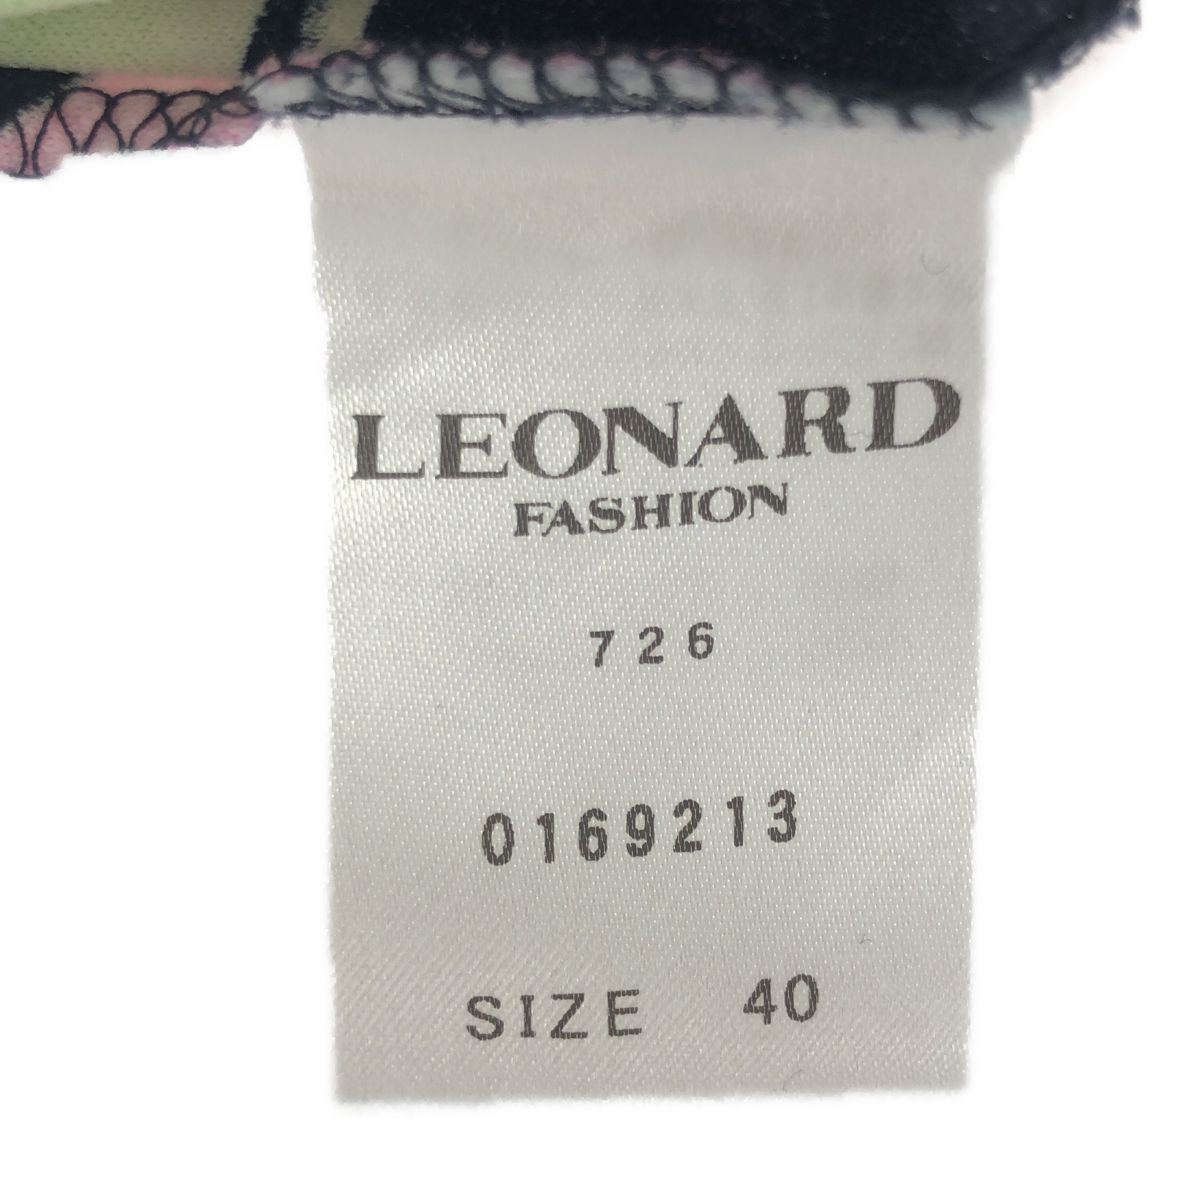 LEONARD
FASHION
726
0169213
SIZE 40